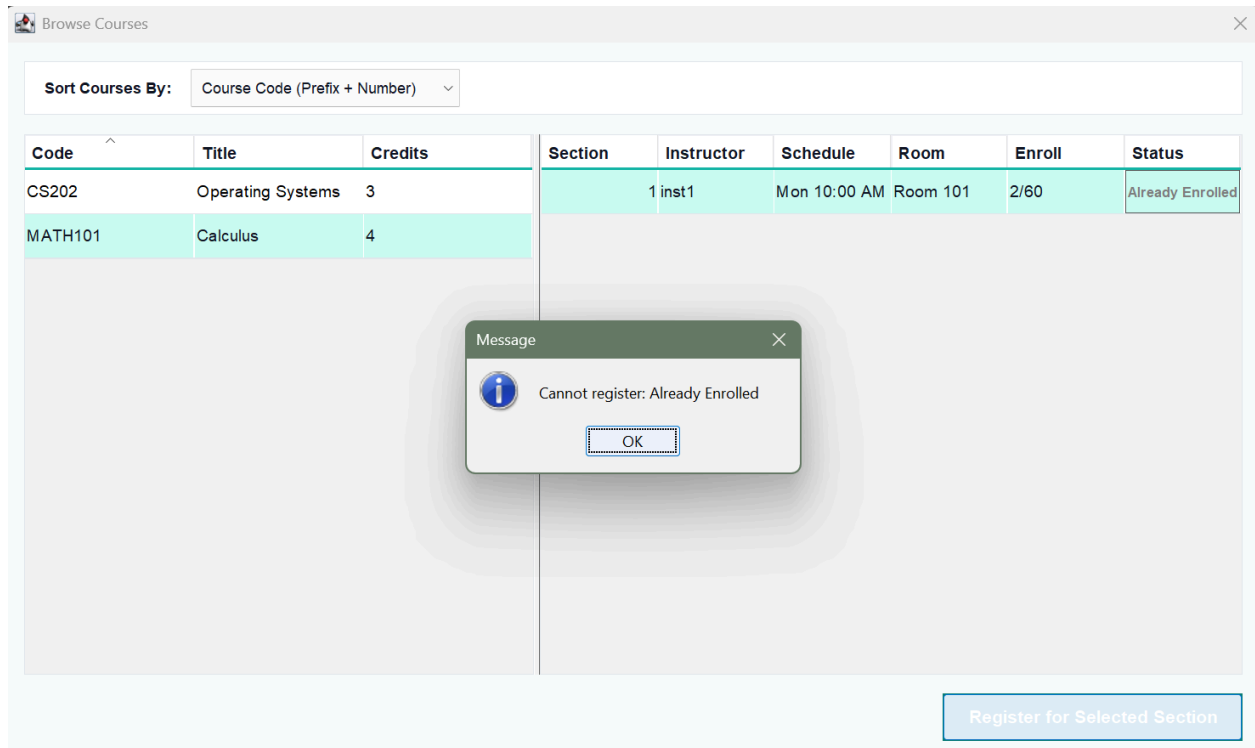 Browse Courses
Sort Courses By: Course Code (Prefix + Number)
Code Title Credits Section Instructor Schedule Room Enroll Status
CS202 Operating Systems 3 1 inst1 Mon 10:00 AM Room 101 2/60 Already Enrolled
MATH101 Calculus 4
Message
Cannot register: Already Enrolled
OK
Register for Selected Section